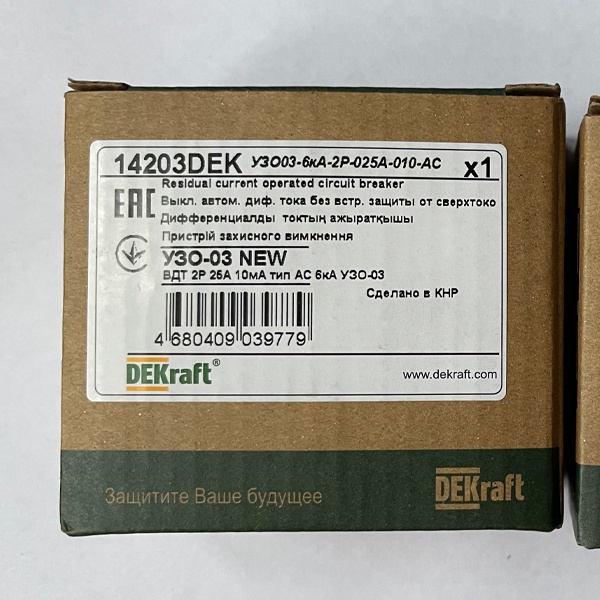 14203DEK УЗО03-6кА-2Р-025А-010-АС x1
Residual current operated circuit breaker
Выкл. автом. диф. тока без встр. защиты от сверхтоко
Дифференциалды токтың ажыратқышы
Пристрій захисного вимкнення
EAC
УЗО-03 NEW
ВДТ 2Р 25А 10мА тип АС 6кА УЗО-03
Сделано в КНР
4 680409 039779
DEKraft®
www.dekraft.com
Защитите Ваше будущее
DEKraft